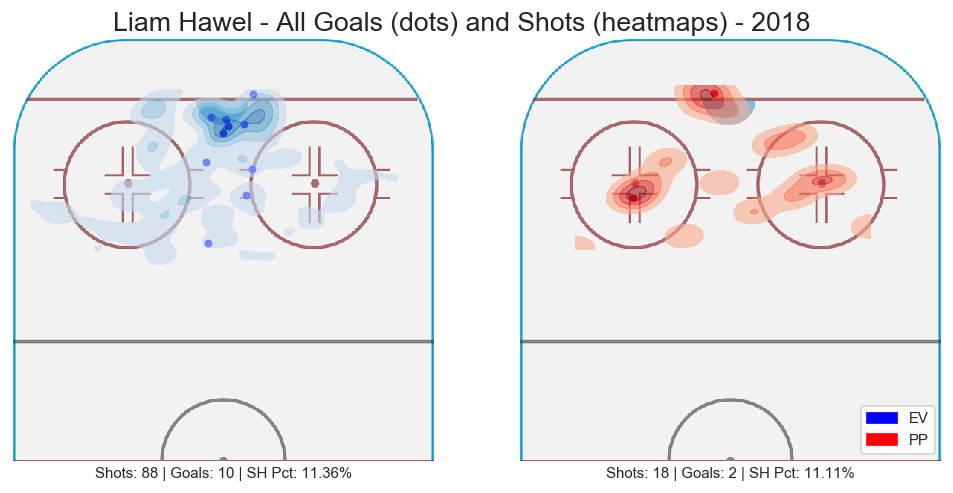 Liam Hawel - All Goals (dots) and Shots (heatmaps) - 2018
EV
PP
Shots: 88 | Goals: 10 | SH Pct: 11.36%
Shots: 18 | Goals: 2 | SH Pct: 11.11%